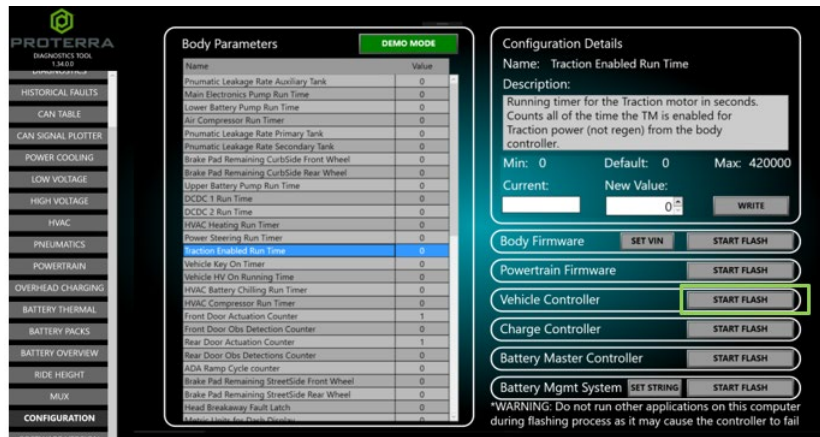 PROTERRA
DIAGNOSTICS TOOL
1.34.0.0
DIAGNOSTICS
HISTORICAL FAULTS
CAN TABLE
CAN SIGNAL PLOTTER
POWER COOLING
LOW VOLTAGE
HIGH VOLTAGE
HVAC
PNEUMATICS
POWERTRAIN
OVERHEAD CHARGING
BATTERY THERMAL
BATTERY PACKS
BATTERY OVERVIEW
RIDE HEIGHT
MUX
CONFIGURATION
Body Parameters
DEMO MODE
Name Value
Pnumatic Leakage Rate Auxiliary Tank 0
Main Electronics Pump Run Time 0
Lower Battery Pump Run Time 0
Air Compressor Run Timer 0
Pnumatic Leakage Rate Primary Tank 0
Pnumatic Leakage Rate Secondary Tank 0
Brake Pad Remaining CurbSide Front Wheel 0
Brake Pad Remaining CurbSide Rear Wheel 0
Upper Battery Pump Run Time 0
DCDC 1 Run Time 0
DCDC 2 Run Time 0
HVAC Heating Run Timer 0
Power Steering Run Timer 0
Traction Enabled Run Time 0
Vehicle Key On Timer 0
Vehicle HV On Running Time 0
HVAC Battery Chilling Run Timer 0
HVAC Compressor Run Timer 0
Front Door Actuation Counter 1
Front Door Obs Detection Counter 0
Rear Door Actuation Counter 1
Rear Door Obs Detections Counter 0
ADA Ramp Cycle counter 0
Brake Pad Remaining StreetSide Front Wheel 0
Brake Pad Remaining StreetSide Rear Wheel 0
Head Breakaway Fault Latch 0
Metric Units for Dash Display
Configuration Details
Name: Traction Enabled Run Time
Description:
Running timer for the Traction motor in seconds.
Counts all of the time the TM is enabled for
Traction power (not regen) from the body
controller.
Min: 0 Default: 0 Max: 420000
Current: New Value:
0 WRITE
Body Firmware SET VIN START FLASH
Powertrain Firmware START FLASH
Vehicle Controller START FLASH
Charge Controller START FLASH
Battery Master Controller START FLASH
Battery Mgmt System SET STRING START FLASH
*WARNING: Do not run other applications on this computer
during flashing process as it may cause the controller to fail